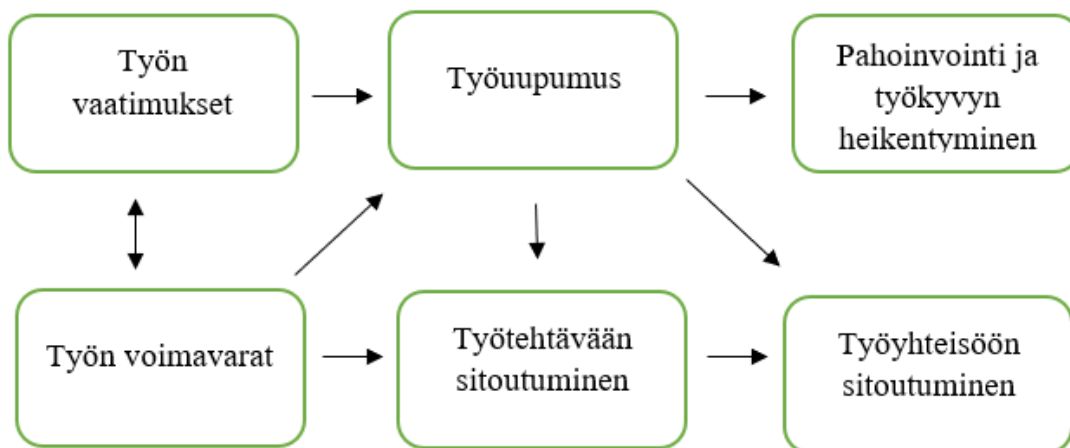 Työn
vaatimukset
Työuupumus
Pahoinvointi ja
työkyvyn
heikentyminen
Työn voimavarat
Työtehtävään
sitoutuminen
Työyhteisöön
sitoutuminen